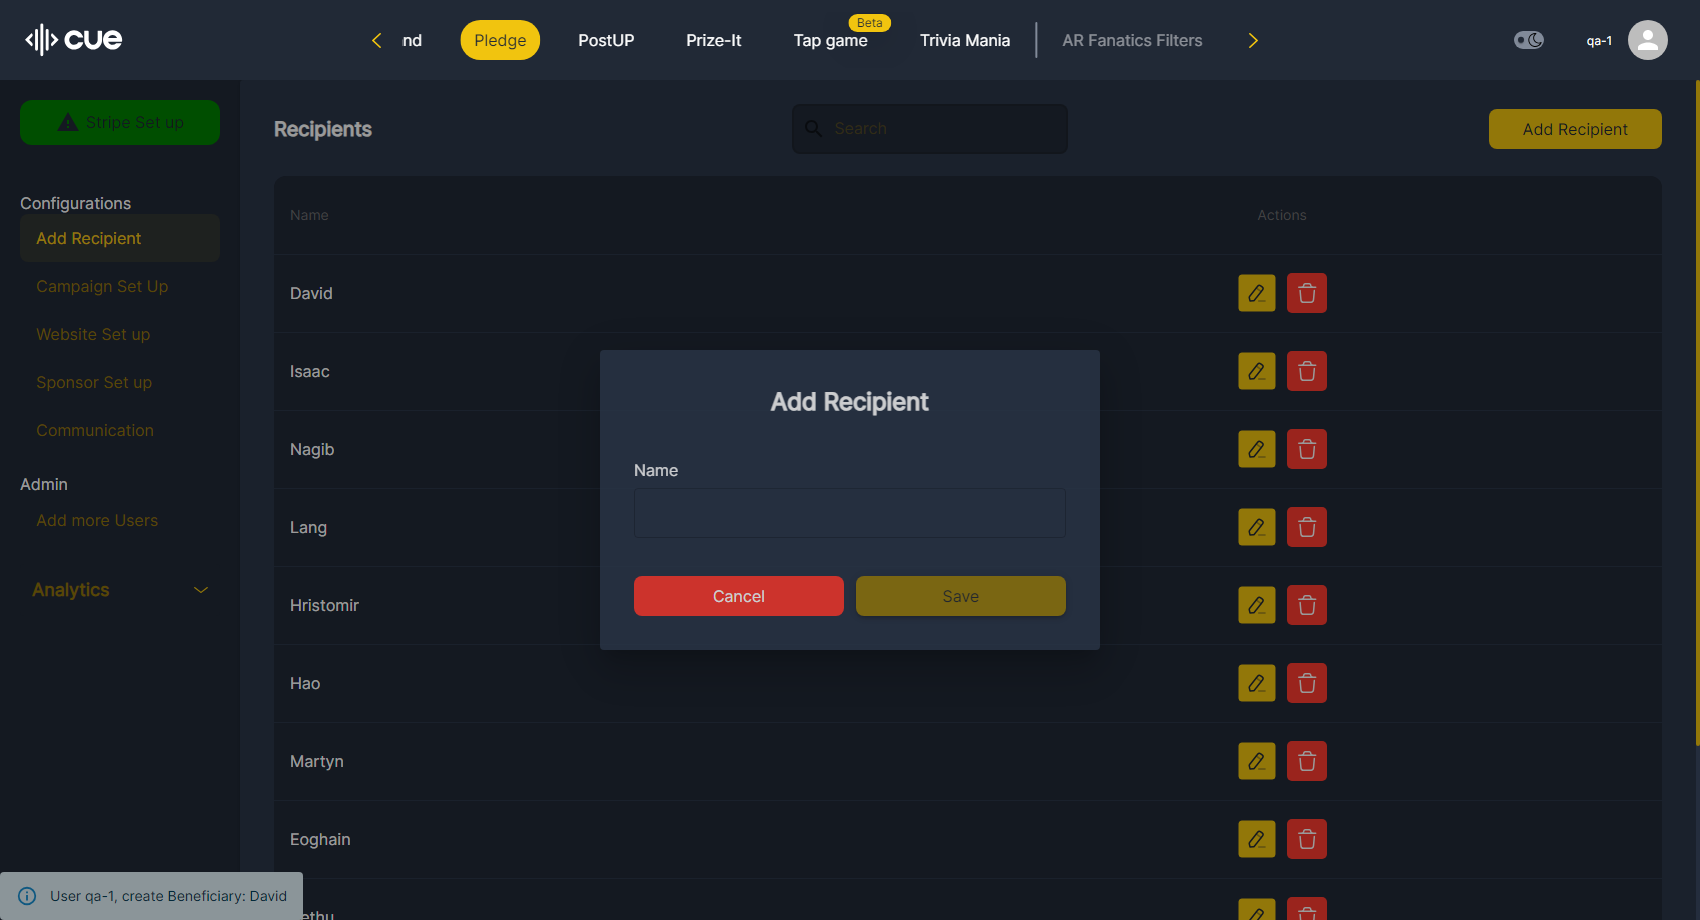 cue
nd
Pledge
PostUP
Prize-It
Tap game
Beta
Trivia Mania
AR Fanatics Filters
qa-1
Stripe Set up
Configurations
Add Recipient
Campaign Set Up
Website Set up
Sponsor Set up
Communication
Admin
Add more Users
Analytics
Recipients
Search
Add Recipient
Name
Actions
David
Isaac
Nagib
Lang
Hristomir
Hao
Martyn
Eoghain
ethu
Add Recipient
Name
Cancel
Save
User qa-1, create Beneficiary: David